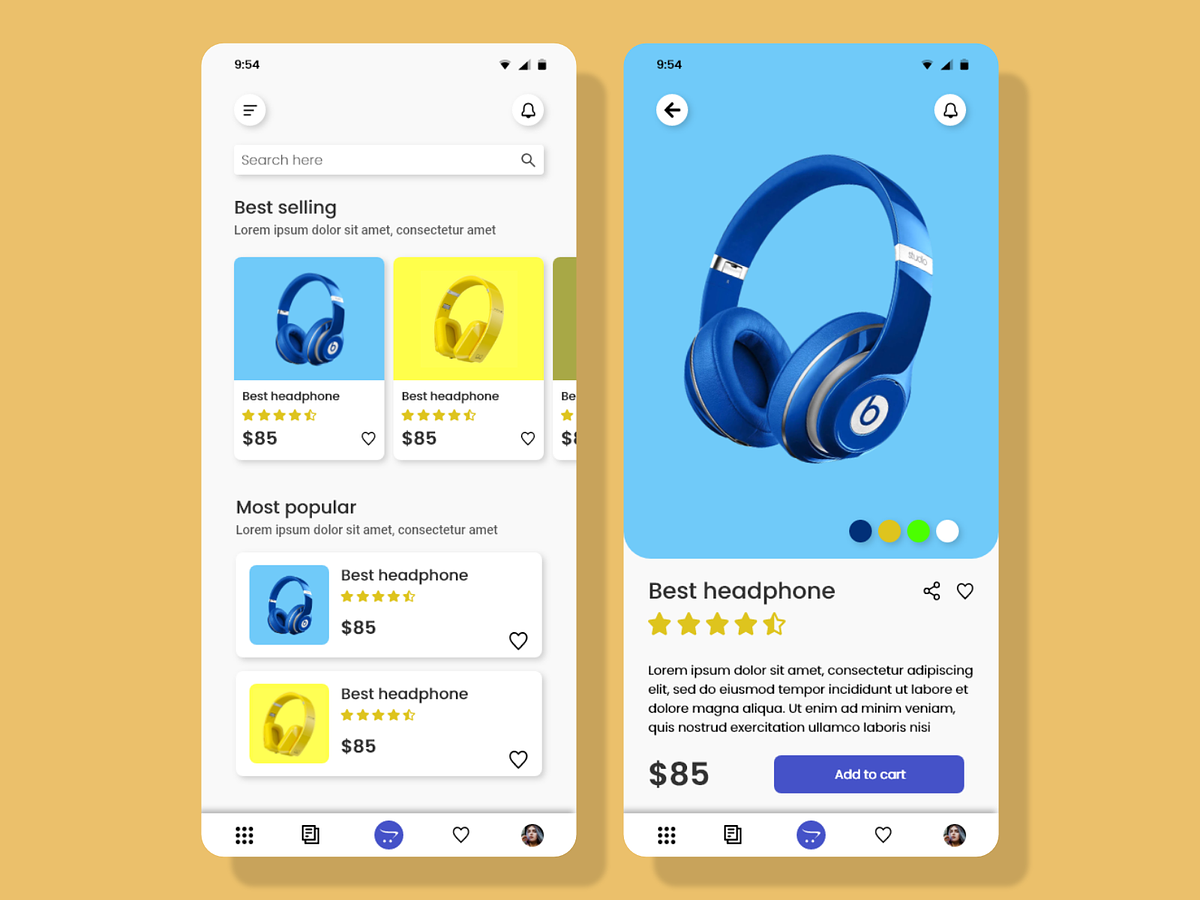 9:54
Search here
Best selling
Lorem ipsum dolor sit amet, consectetur amet
Best headphone
$85
Best headphone
$85
Be
$8
Most popular
Lorem ipsum dolor sit amet, consectetur amet
Best headphone
$85
Best headphone
$85
9:54
studio
b
Best headphone
Lorem ipsum dolor sit amet, consectetur adipiscing
elit, sed do eiusmod tempor incididunt ut labore et
dolore magna aliqua. Ut enim ad minim veniam,
quis nostrud exercitation ullamco laboris nisi
$85
Add to cart